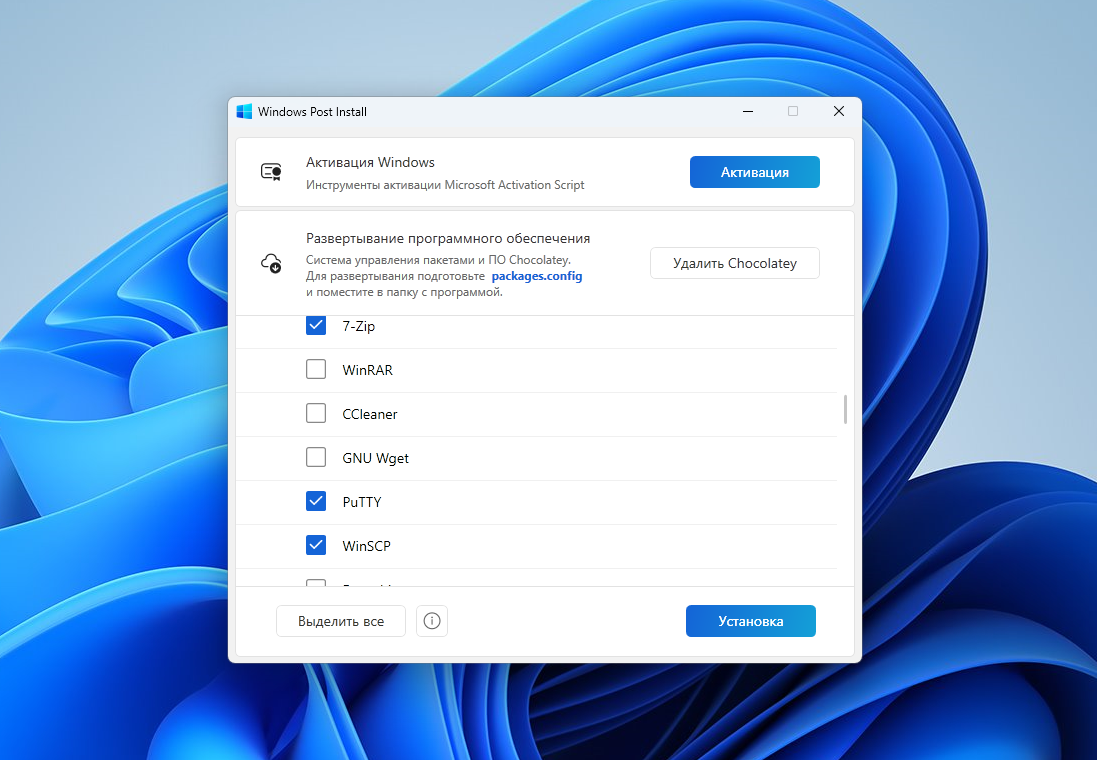 Windows Post Install
Активация Windows
Инструменты активации Microsoft Activation Script
Активация
Развертывание программного обеспечения
Система управления пакетами и ПО Chocolatey.
Для развертывания подготовьте packages.config
и поместите в папку с программой.
Удалить Chocolatey
7-Zip
WinRAR
CCleaner
GNU Wget
PuTTY
WinSCP
Выделить все
Установка